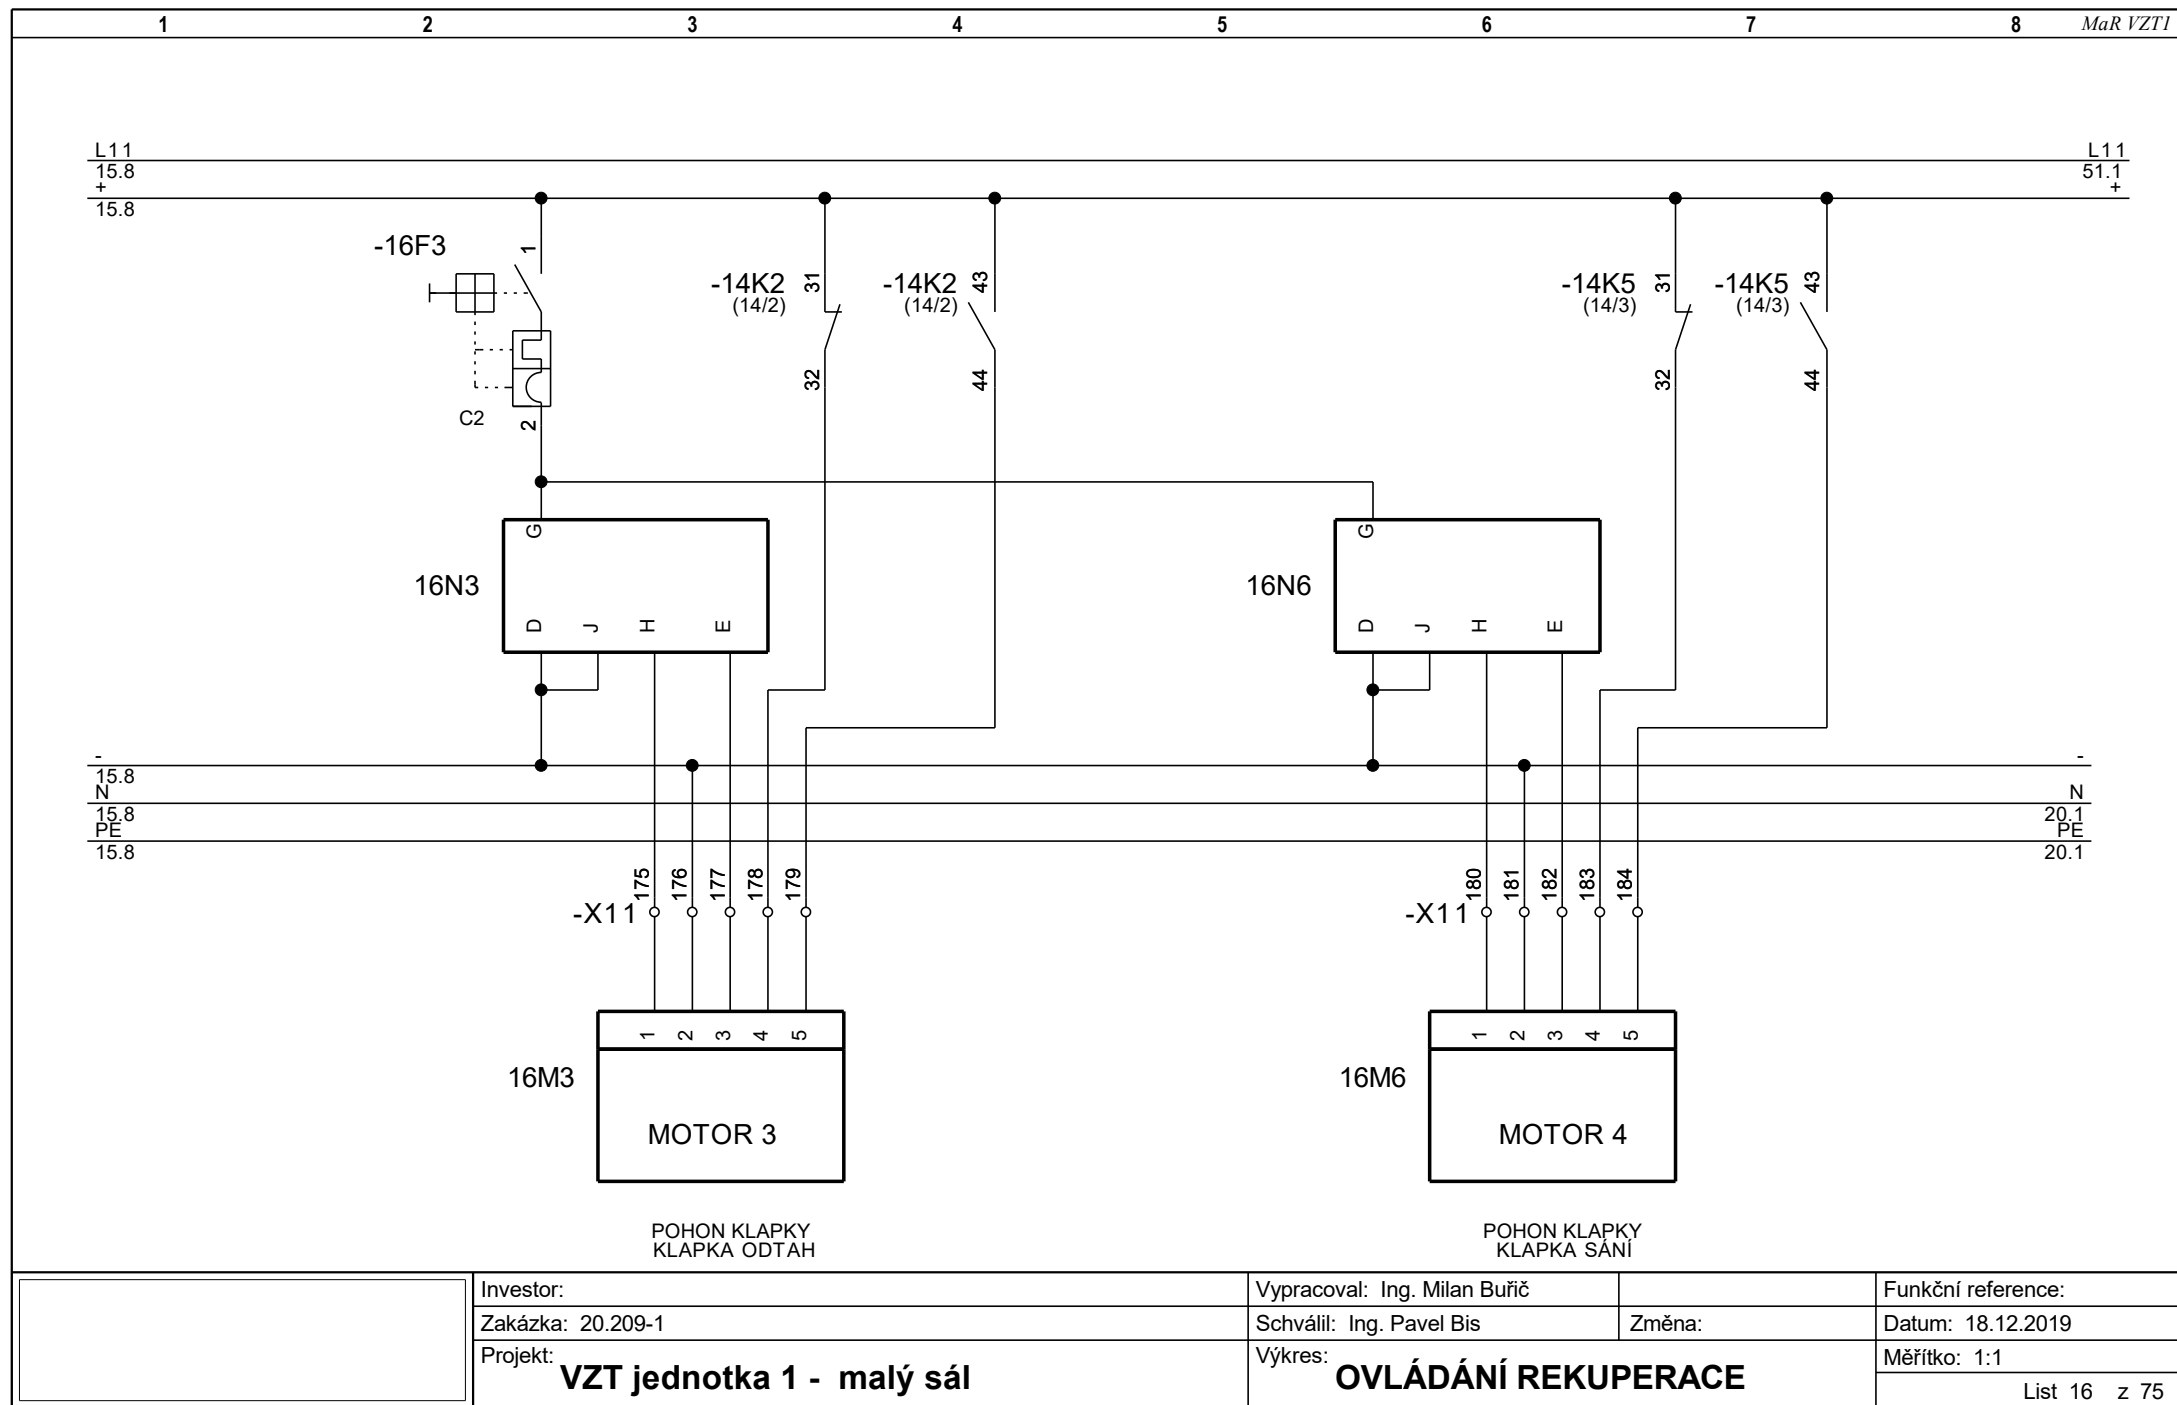 1 2 3 4 5 6 7 8 MaR VZT1
L11 L11
15.8 51.1
+ +
15.8
-16F3 1
-14K2 31 -14K2 43 -14K5 31 -14K5 43
(14/2) (14/2) (14/3) (14/3)
32 44 32 44
C2 2
G G
16N3 16N6
D J H E D J H E
- -
15.8
N N
15.8 20.1
PE PE
15.8 20.1
175 176 177 178 179 180 181 182 183 184
-X11 -X11
1 2 3 4 5 1 2 3 4 5
16M3 16M6
MOTOR 3 MOTOR 4
POHON KLAPKY POHON KLAPKY
KLAPKA ODTAH KLAPKA SÁNÍ
Investor: Vypracoval: Ing. Milan Buřič Funkční reference:
Zakázka: 20.209-1 Schválil: Ing. Pavel Bis Změna: Datum: 18.12.2019
Projekt: VZT jednotka 1 - malý sál Výkres: OVLÁDÁNÍ REKUPERACE Měřítko: 1:1
List 16 z 75